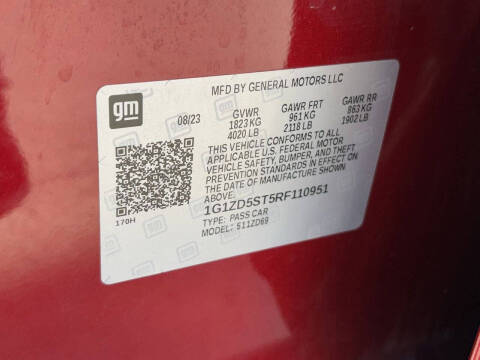 MFD BY GENERAL MOTORS LLC
gm
08/23 GVWR GAWR FRT GAWR RR
1823 KG 961 KG 863 KG
4020 LB 2118 LB 1902 LB
THIS VEHICLE CONFORMS TO ALL
APPLICABLE U.S. FEDERAL MOTOR
VEHICLE SAFETY, BUMPER, AND THEFT
PREVENTION STANDARDS IN EFFECT ON
THE DATE OF MANUFACTURE SHOWN ABOVE.
1G1ZD5ST5RF110951
170H
TYPE: PASS CAR
MODEL: 511ZD69